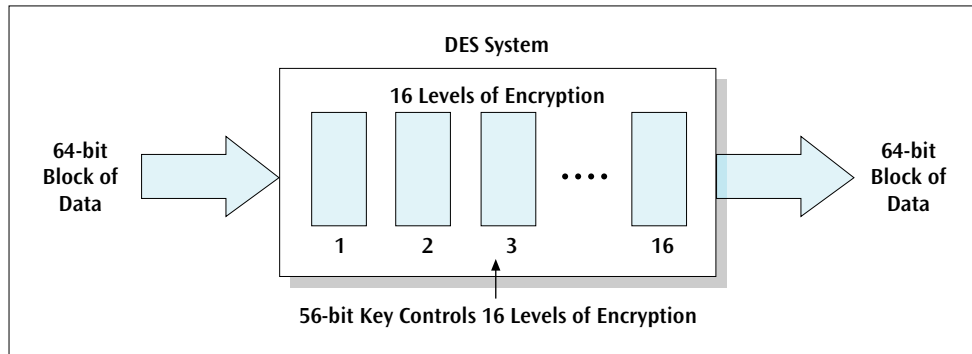 DES System
16 Levels of Encryption
64-bit
Block of
Data
1 2 3 16
64-bit
Block of
Data
56-bit Key Controls 16 Levels of Encryption